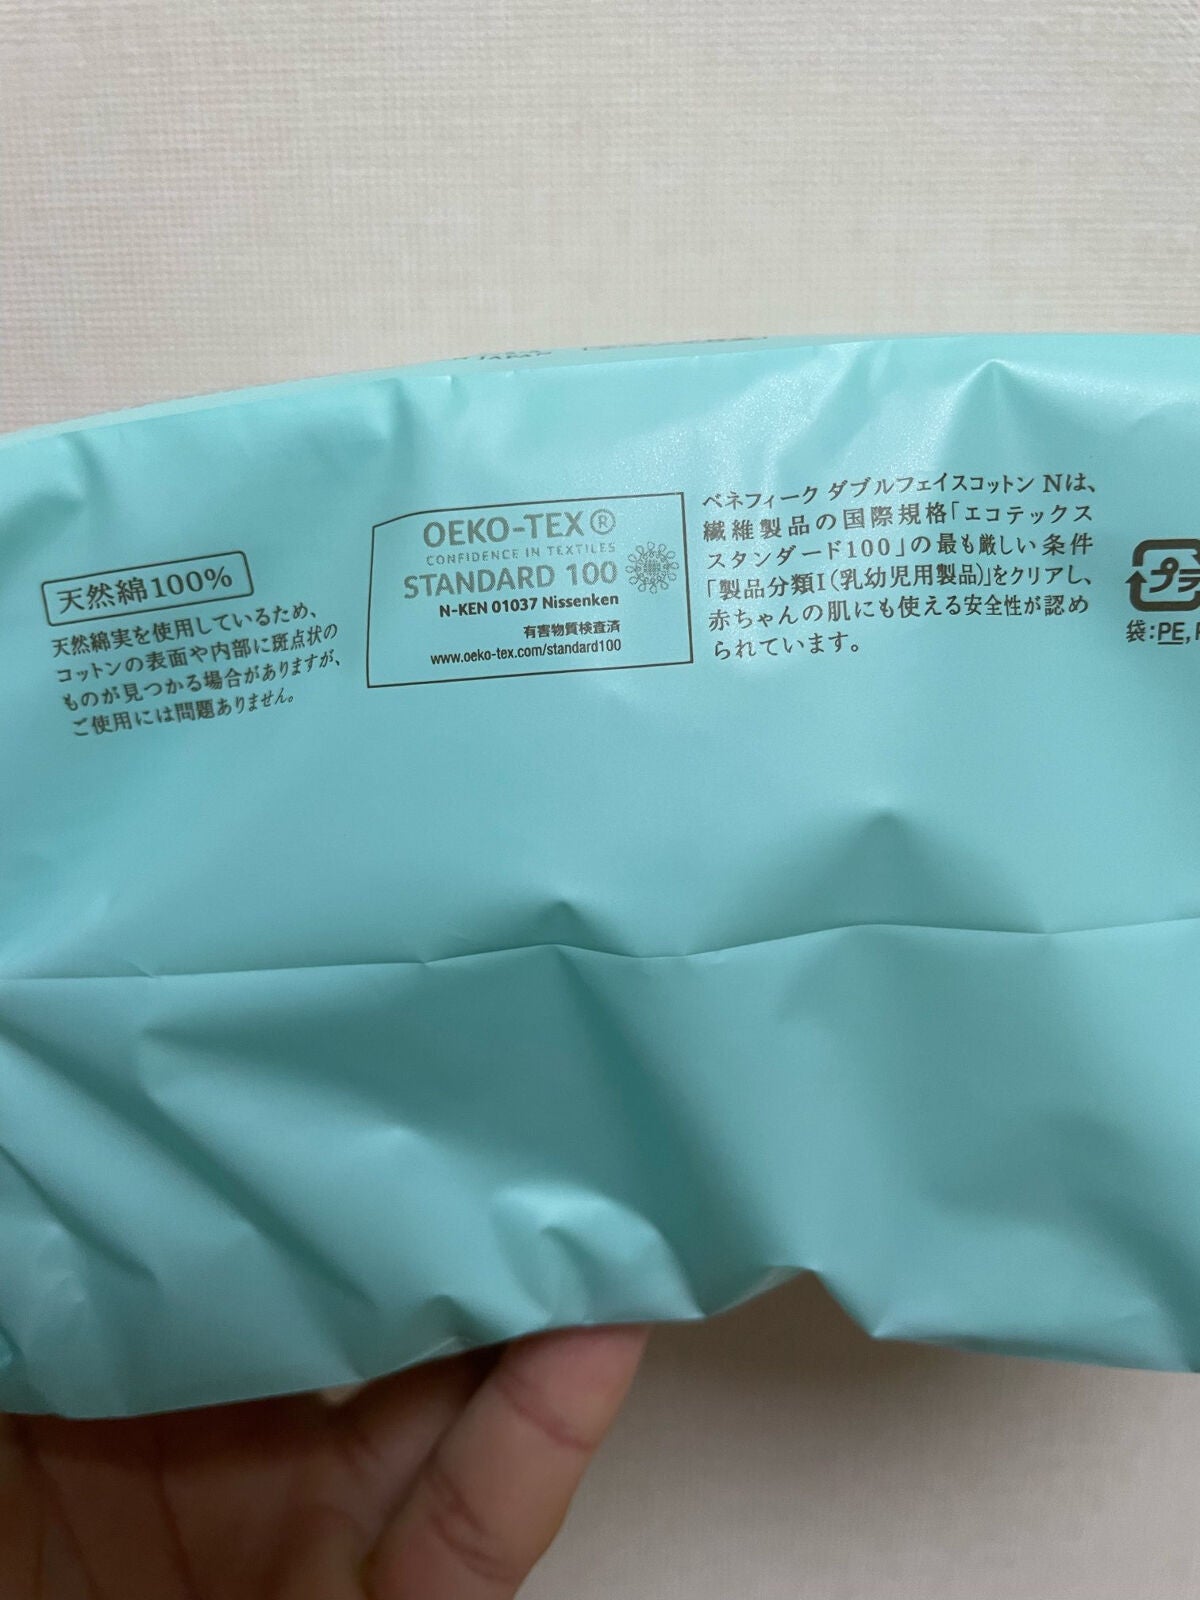 JAPAN
天然綿100%
天然綿実を使用しているため、
コットンの表面や内部に斑点状の
ものが見つかる場合がありますが、
ご使用には問題ありません。
OEKO-TEX®
CONFIDENCE IN TEXTILES
STANDARD 100
N-KEN 01037 Nissenken
有害物質検査済
www.oeko-tex.com/standard100
ベネフィーク ダブルフェイスコットン Nは、
繊維製品の国際規格「エコテックス
スタンダード100」の最も厳しい条件
「製品分類I(乳幼児用製品)」をクリアし、
赤ちゃんの肌にも使える安全性が認め
られています。
プラ
袋:PE,